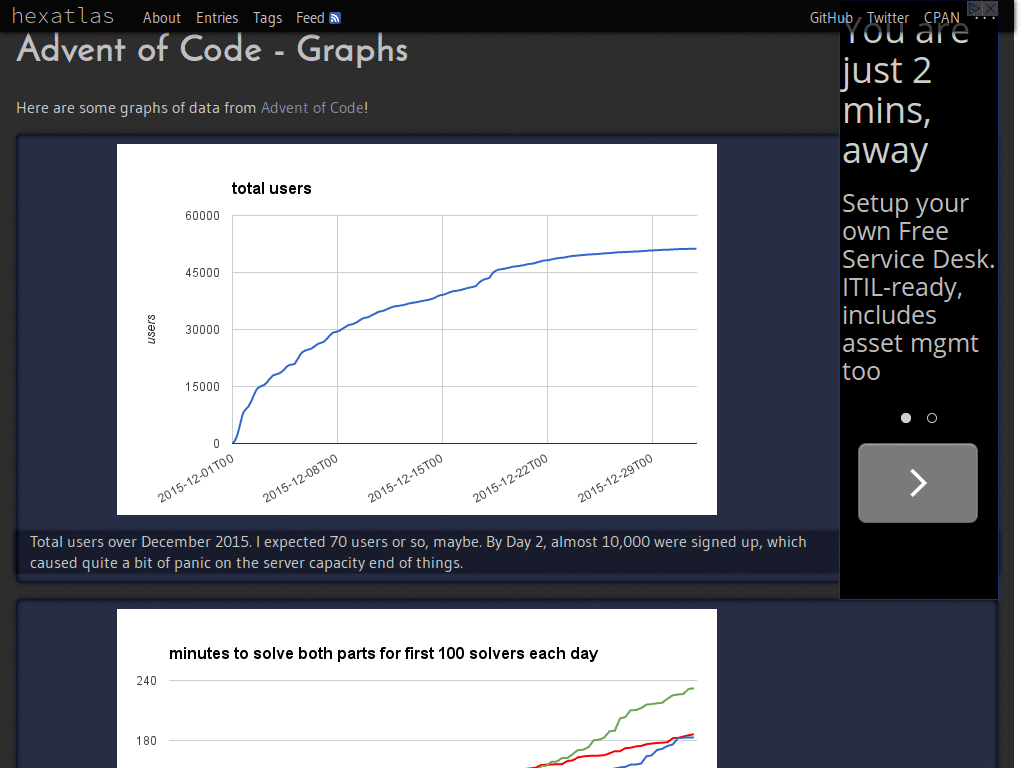 hexatlas About Entries Tags Feed GitHub Twitter CPAN ...
Advent of Code - Graphs
Here are some graphs of data from Advent of Code!
total users
60000
45000
30000
15000
0
users
2015-12-01T00
2015-12-08T00
2015-12-15T00
2015-12-22T00
2015-12-29T00
Total users over December 2015. I expected 70 users or so, maybe. By Day 2, almost 10,000 were signed up, which
caused quite a bit of panic on the server capacity end of things.
minutes to solve both parts for first 100 solvers each day
240
180
You are
just 2
mins,
away
Setup your
own Free
Service Desk.
ITIL-ready,
includes
asset mgmt
too